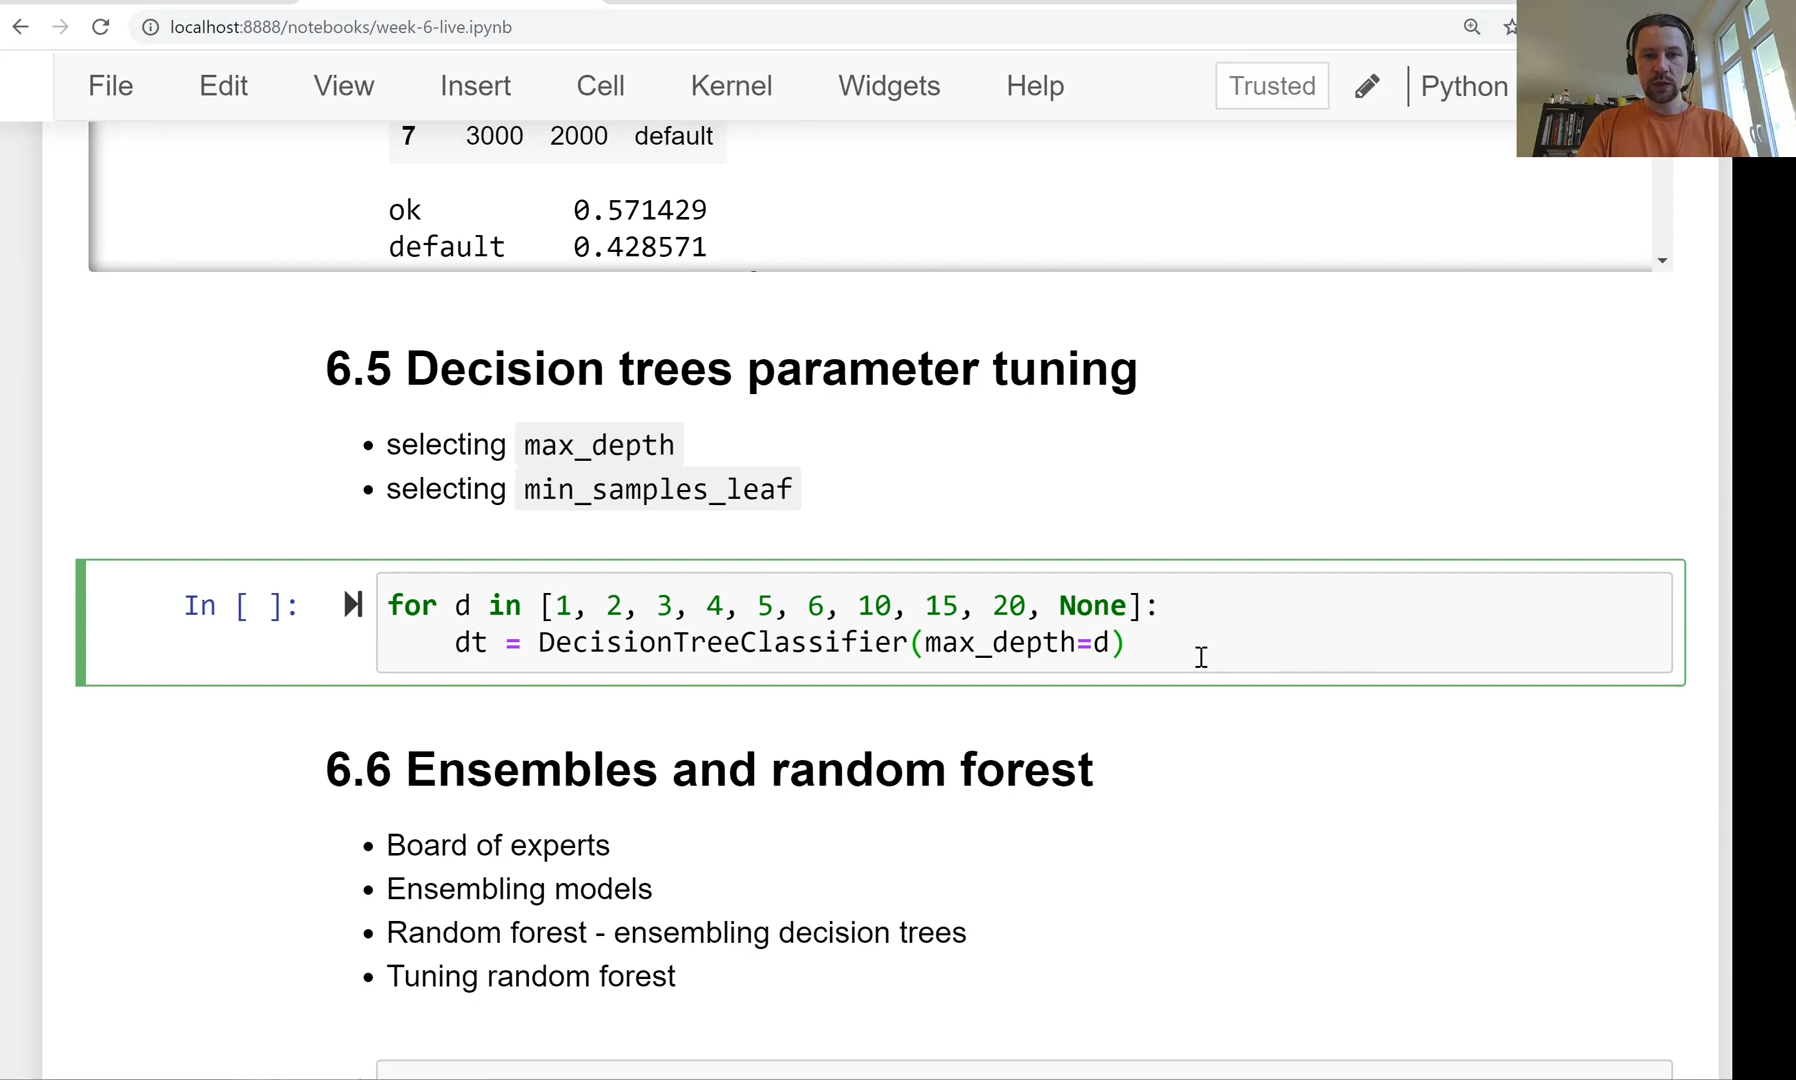 localhost:8888/notebooks/week-6-live.ipynb
File Edit View Insert Cell Kernel Widgets Help Trusted Python
7 3000 2000 default
ok 0.571429
default 0.428571
6.5 Decision trees parameter tuning
• selecting max_depth
• selecting min_samples_leaf
In [ ]: for d in [1, 2, 3, 4, 5, 6, 10, 15, 20, None]:
dt = DecisionTreeClassifier(max_depth=d)
6.6 Ensembles and random forest
• Board of experts
• Ensembling models
• Random forest - ensembling decision trees
• Tuning random forest